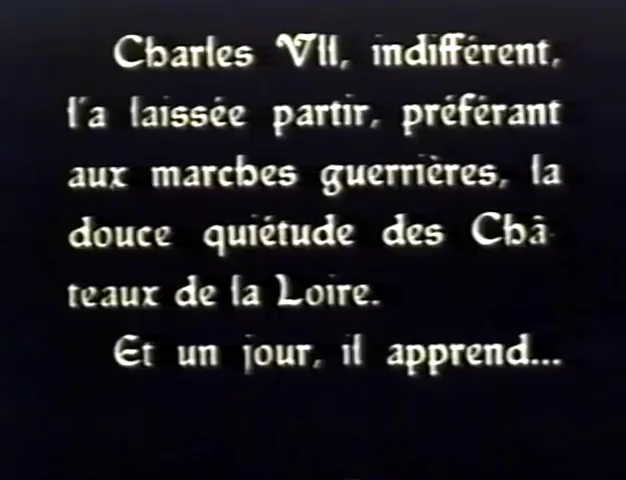 Charles VII, indifférent,
l'a laissée partir, préférant
aux marches guerrières, la
douce quiétude des Châ-
teaux de la Loire.
Et un jour, il apprend...